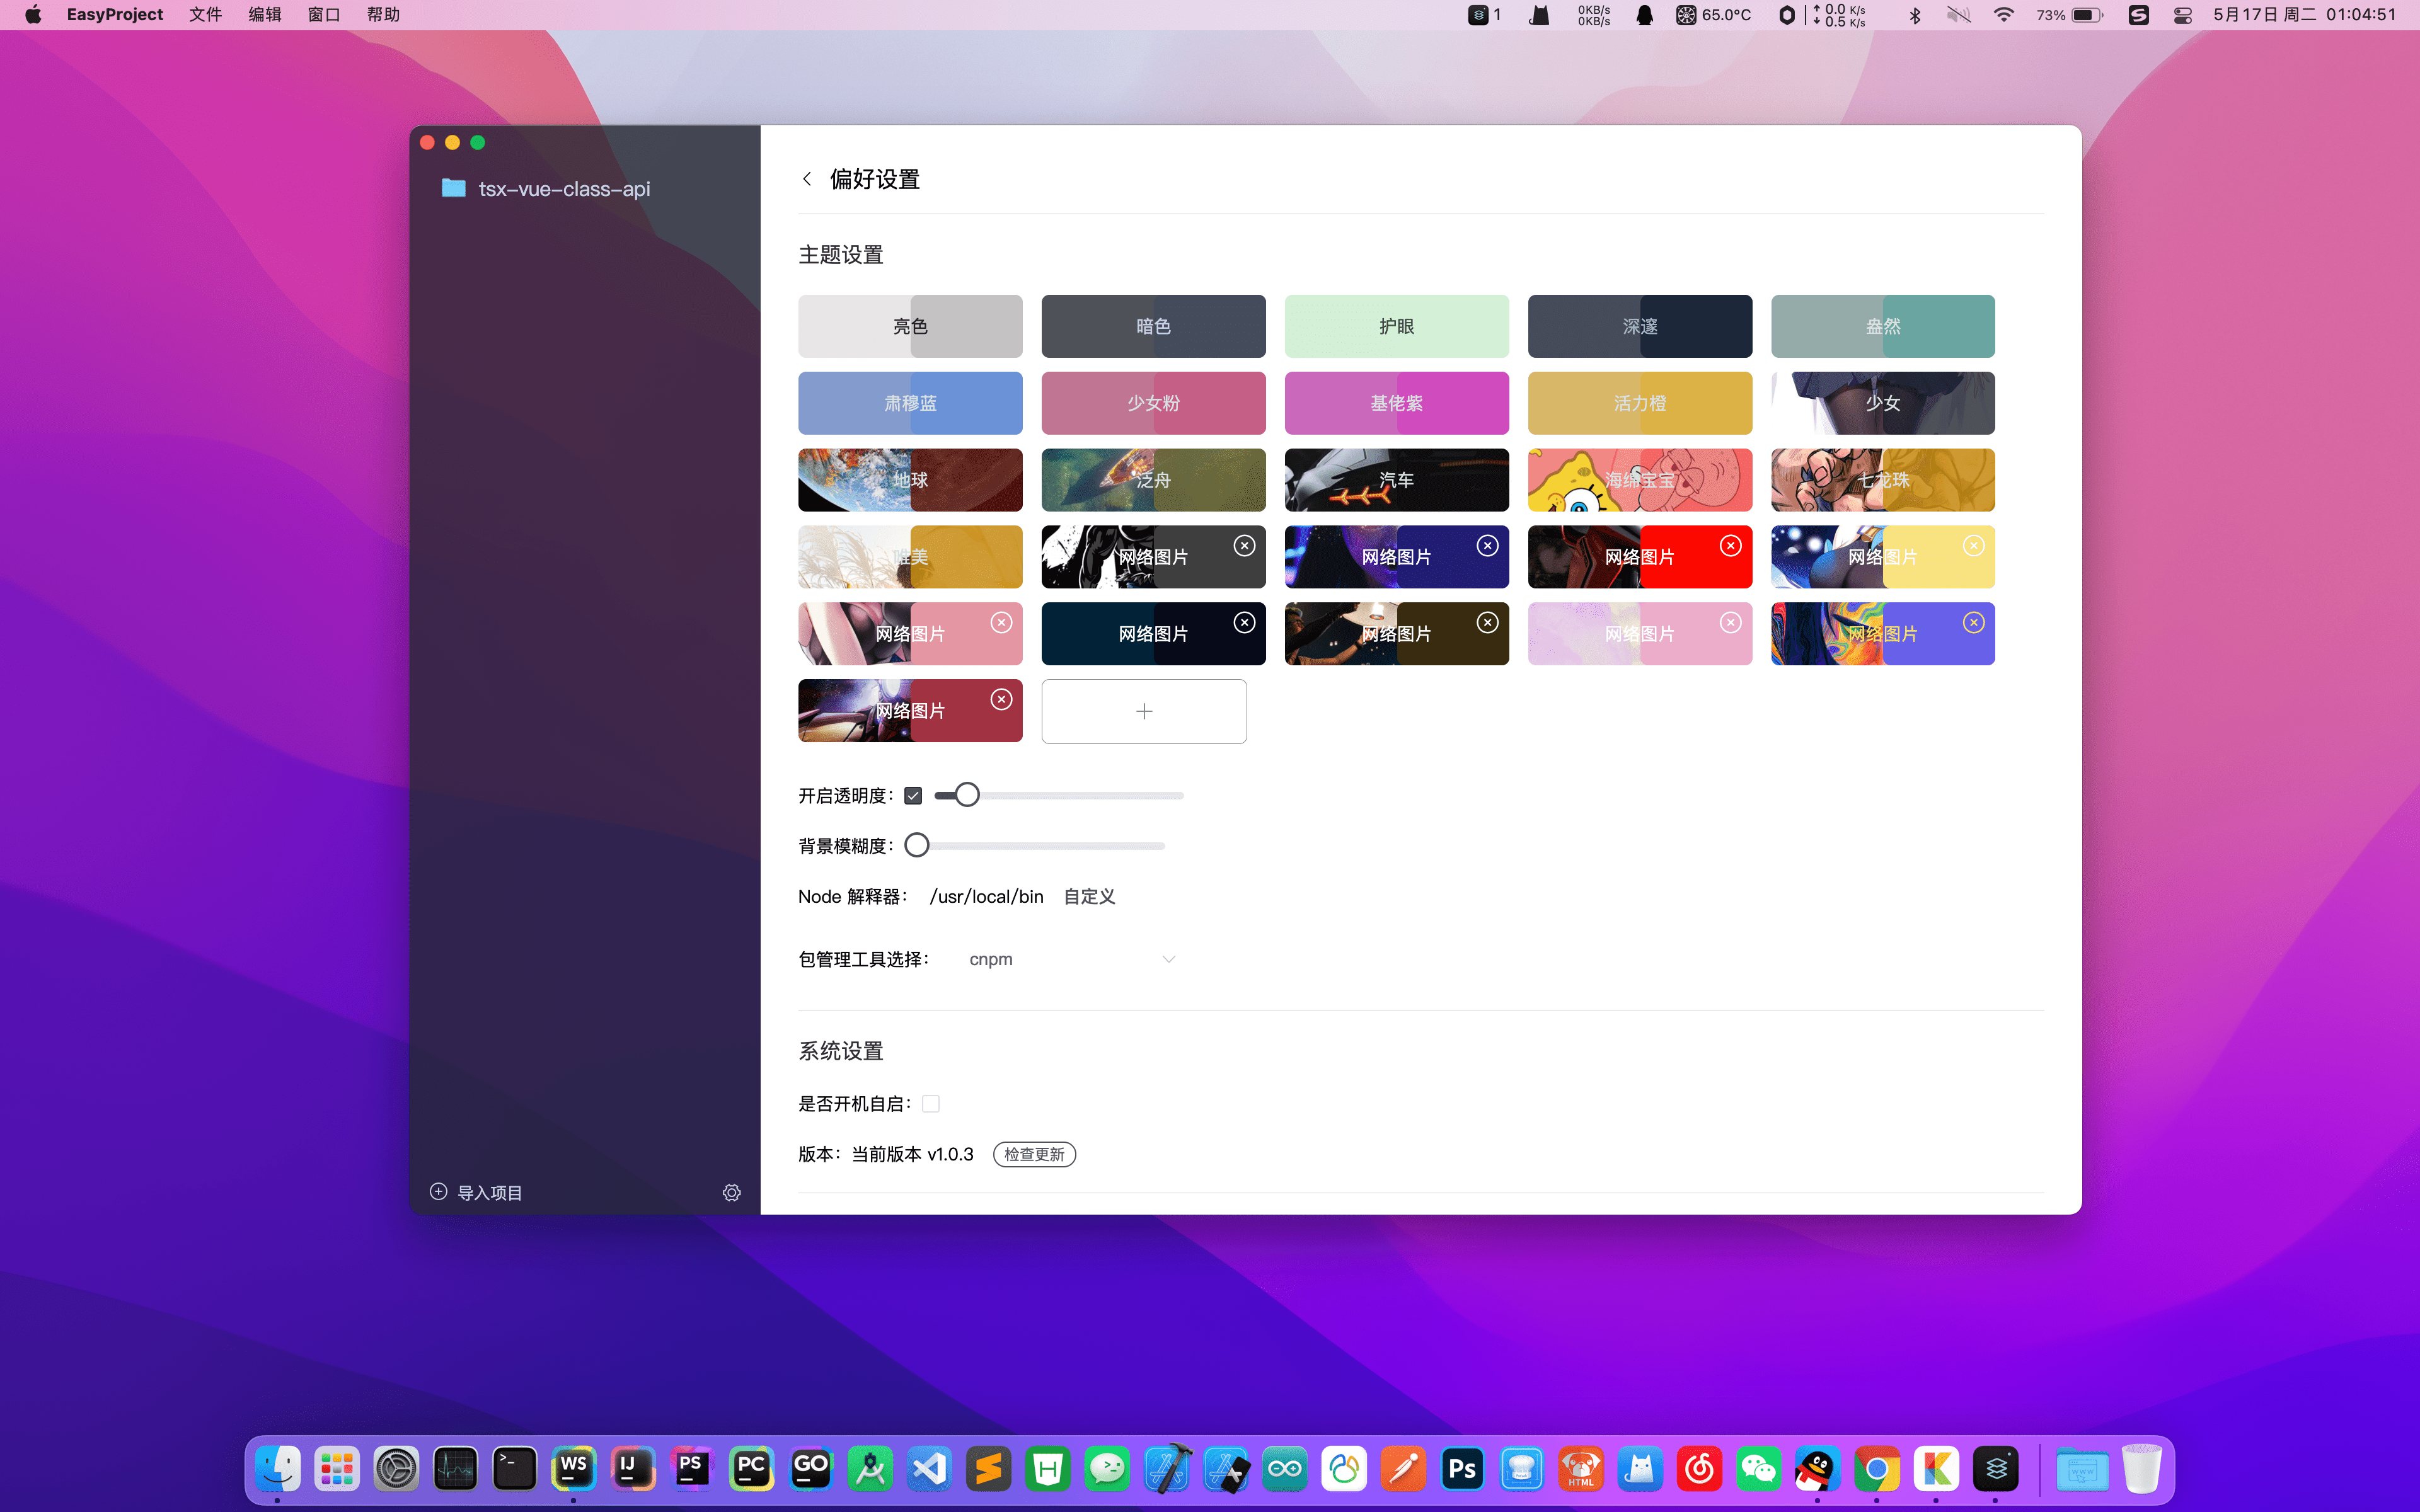 EasyProject 文件 编辑 窗口 帮助
1 0KB/s 0KB/s 65.0°C 0.0 K/s 0.5 K/s 73% 5月17日 周二 01:04:51
tsx-vue-class-api
偏好设置
主题设置
亮色 暗色 护眼 深邃 盎然
肃穆蓝 少女粉 基佬紫 活力橙 少女
地球 泛舟 汽车 海绵宝宝 七龙珠
唯美 网络图片 网络图片 网络图片 网络图片
网络图片 网络图片 网络图片 网络图片 网络图片
网络图片
开启透明度：
背景模糊度：
Node 解释器： /usr/local/bin 自定义
包管理工具选择： cnpm
系统设置
是否开机自启：
版本：当前版本 v1.0.3 检查更新
导入项目
WS IJ PS PC GO Ps HTML WWW